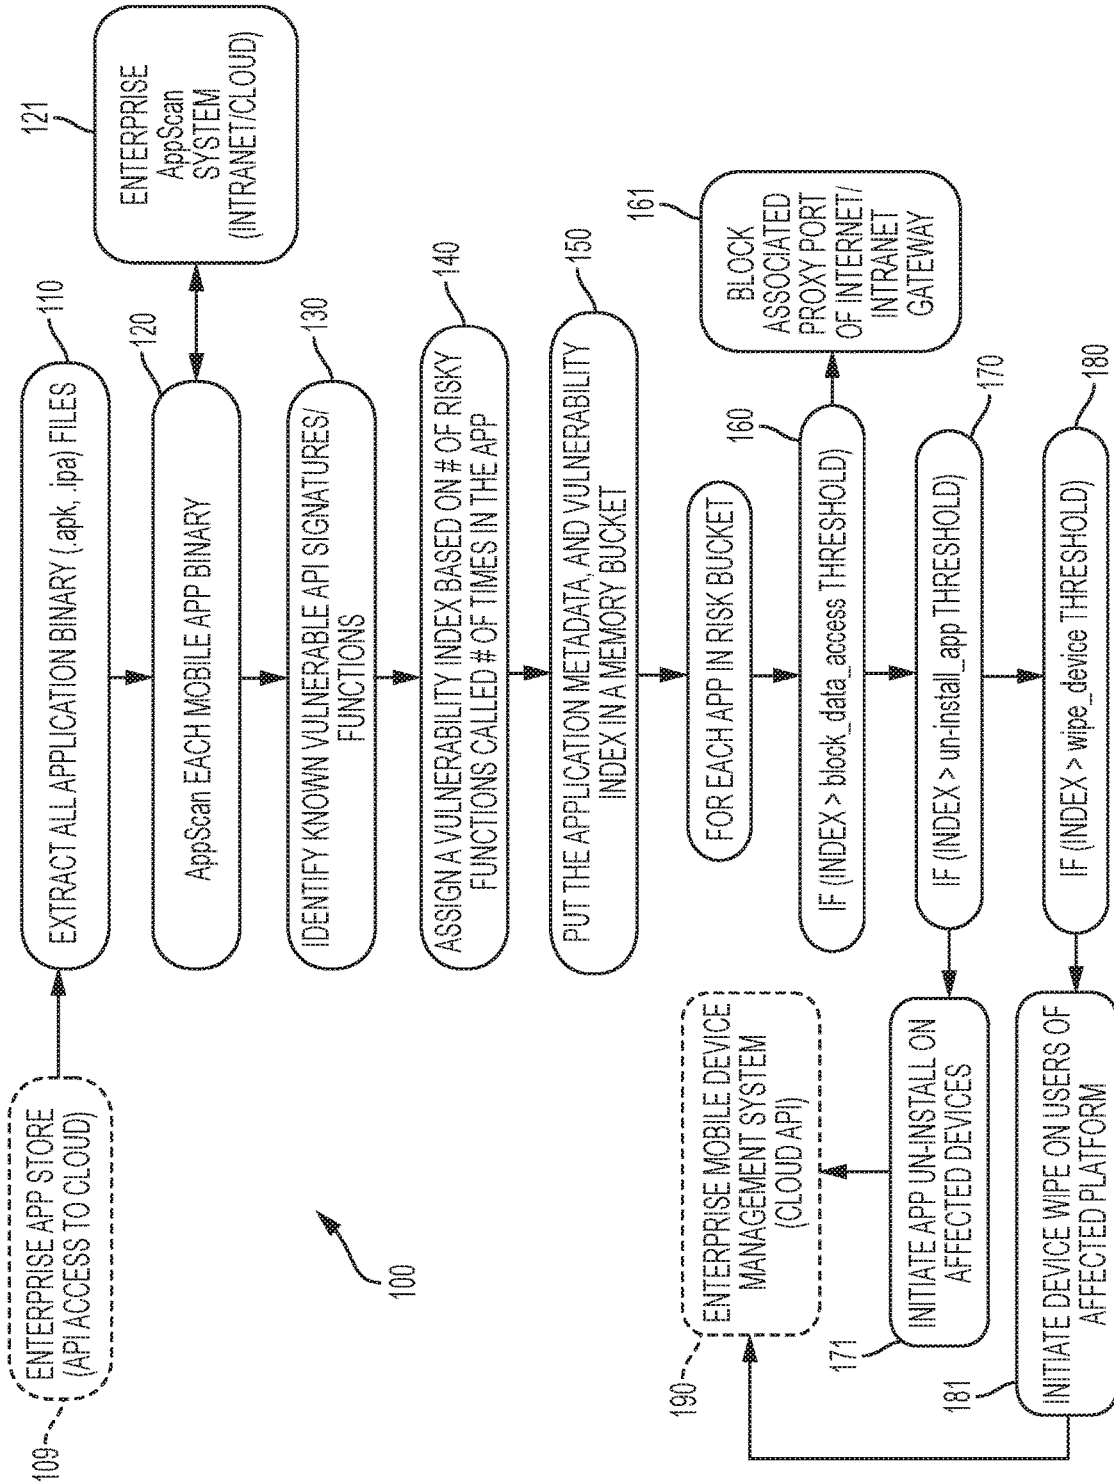 109
ENTERPRISE APP STORE
(API ACCESS TO CLOUD)
110
EXTRACT ALL APPLICATION BINARY (.apk, .ipa) FILES
120
AppScan EACH MOBILE APP BINARY
121
ENTERPRISE
AppScan
SYSTEM
(INTRANET/CLOUD)
130
IDENTIFY KNOWN VULNERABLE API SIGNATURES/
FUNCTIONS
100
140
ASSIGN A VULNERABILITY INDEX BASED ON # OF RISKY
FUNCTIONS CALLED # OF TIMES IN THE APP
150
PUT THE APPLICATION METADATA, AND VULNERABILITY
INDEX IN A MEMORY BUCKET
FOR EACH APP IN RISK BUCKET
160
IF (INDEX > block_data_access THRESHOLD)
161
BLOCK
ASSOCIATED
PROXY PORT
OF INTERNET/
INTRANET
GATEWAY
190
ENTERPRISE MOBILE DEVICE
MANAGEMENT SYSTEM
(CLOUD API)
170
IF (INDEX > un-install_app THRESHOLD)
171
INITIATE APP UN-INSTALL ON
AFFECTED DEVICES
180
IF (INDEX > wipe_device THRESHOLD)
181
INITIATE DEVICE WIPE ON USERS OF
AFFECTED PLATFORM